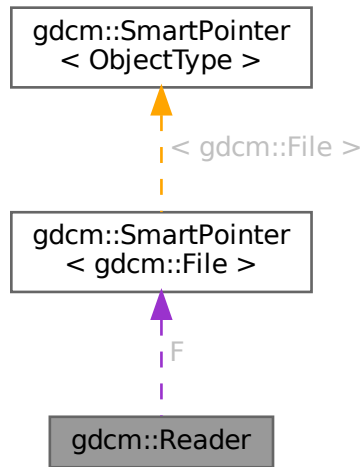 gdcm::SmartPointer
< ObjectType >
< gdcm::File >
gdcm::SmartPointer
< gdcm::File >
F
gdcm::Reader